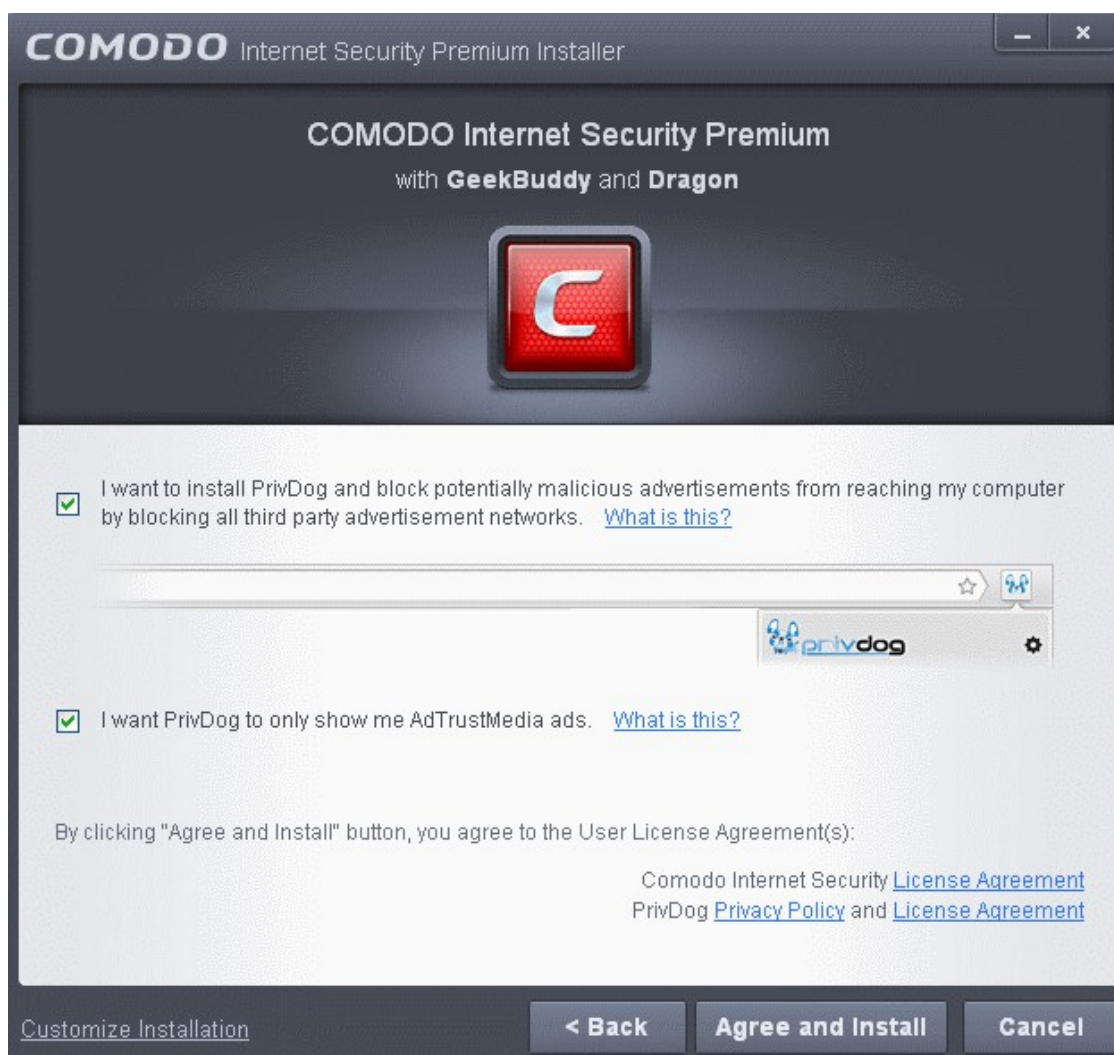 COMODO Internet Security Premium Installer
COMODO Internet Security Premium
with GeekBuddy and Dragon
C
I want to install PrivDog and block potentially malicious advertisements from reaching my computer
by blocking all third party advertisement networks. What is this?
privdog
I want PrivDog to only show me AdTrustMedia ads. What is this?
By clicking "Agree and Install" button, you agree to the User License Agreement(s):
Comodo Internet Security License Agreement
PrivDog Privacy Policy and License Agreement
Customize Installation
< Back
Agree and Install
Cancel